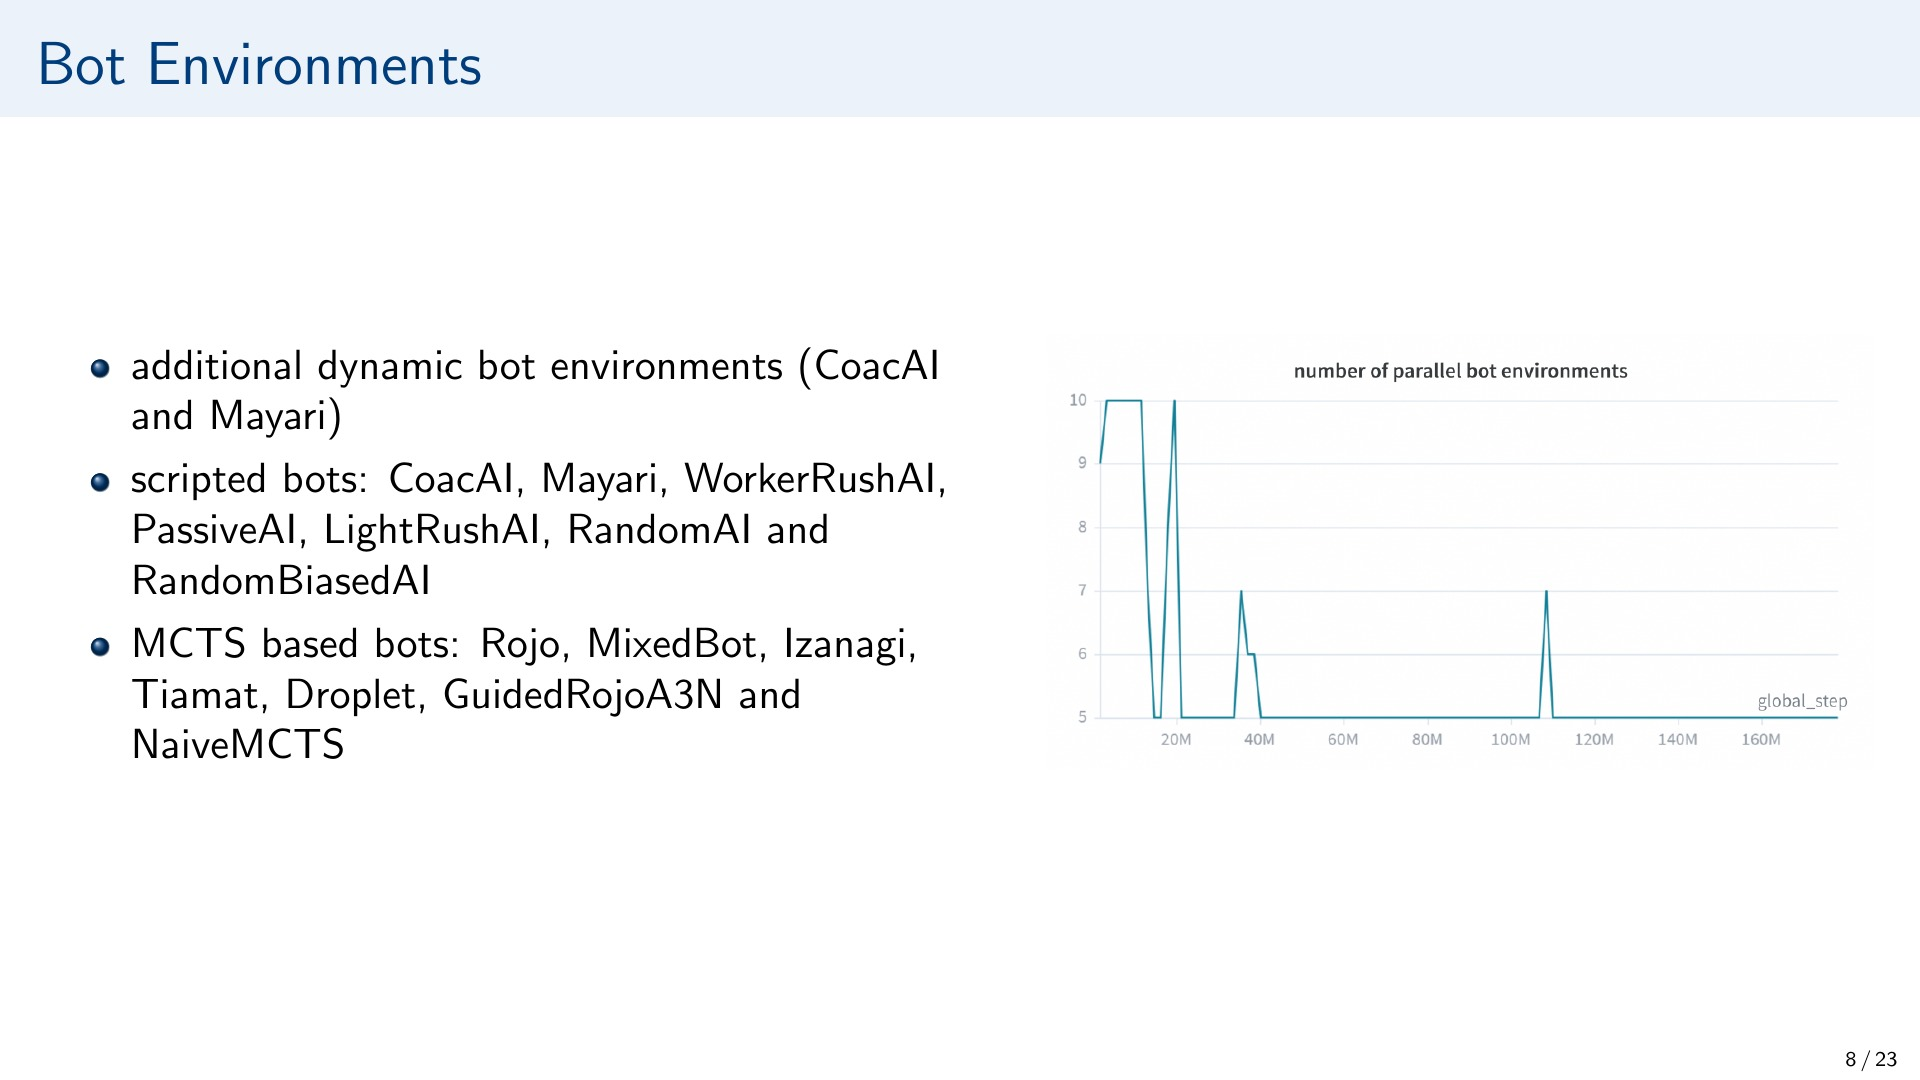 Bot Environments
additional dynamic bot environments (CoacAI
and Mayari)
scripted bots: CoacAI, Mayari, WorkerRushAI,
PassiveAI, LightRushAI, RandomAI and
RandomBiasedAI
MCTS based bots: Rojo, MixedBot, Izanagi,
Tiamat, Droplet, GuidedRojoA3N and
NaiveMCTS
number of parallel bot environments
10
9
8
7
6
5
global_step
20M 40M 60M 80M 100M 120M 140M 160M
8 / 23